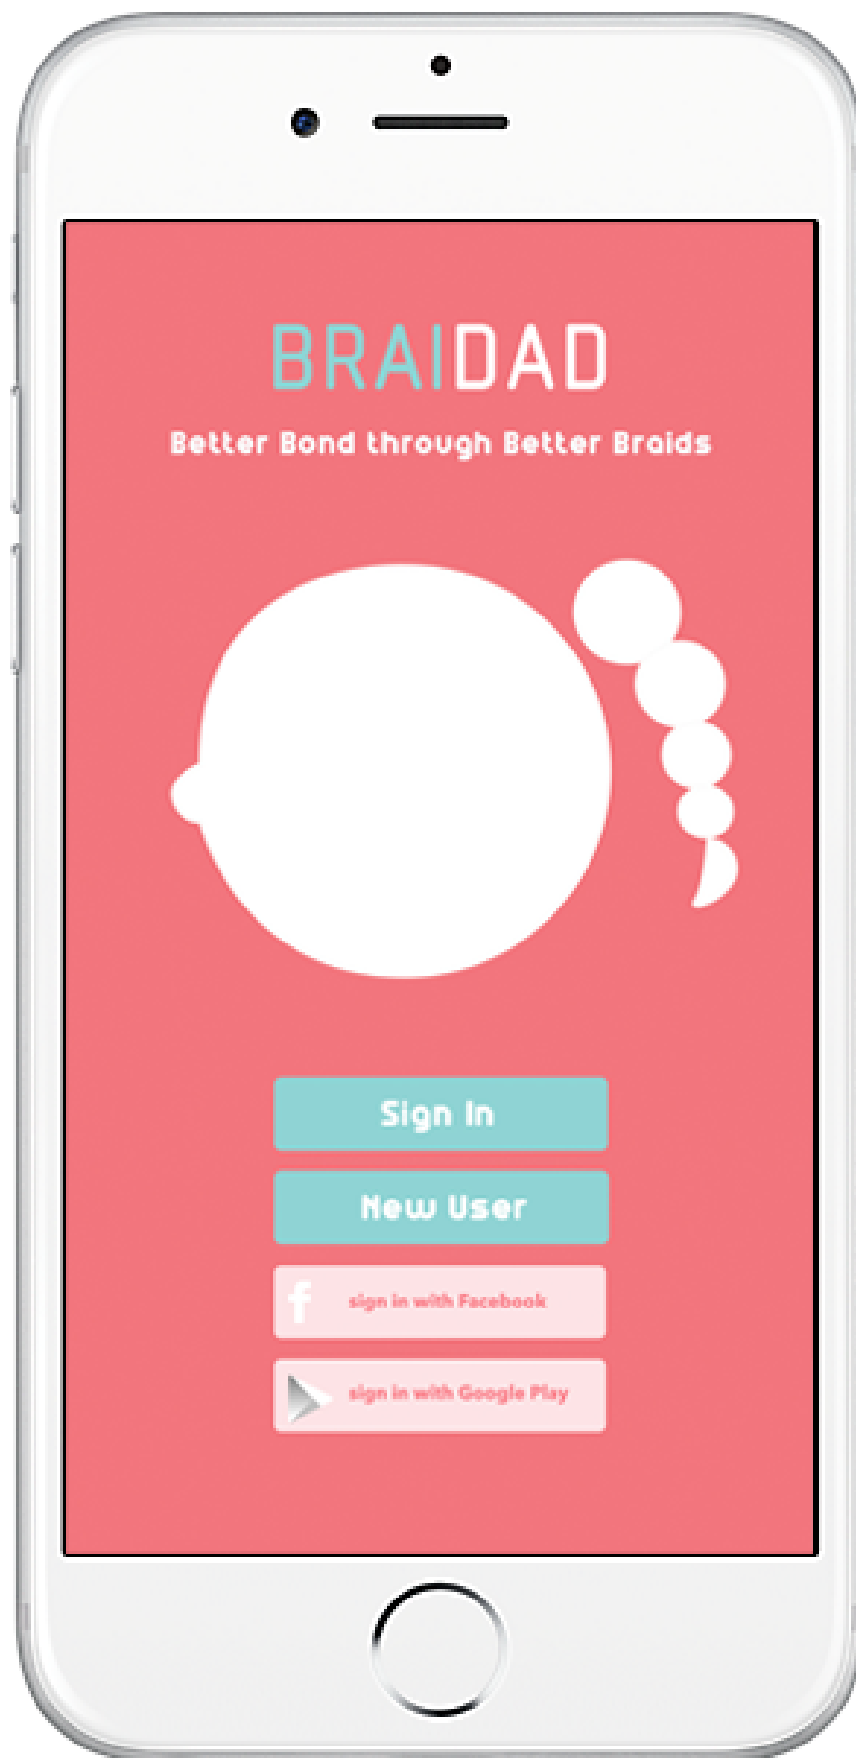 BRAIDAD
Better Bond through Better Braids
Sign In
New User
f sign in with Facebook
sign in with Google Play